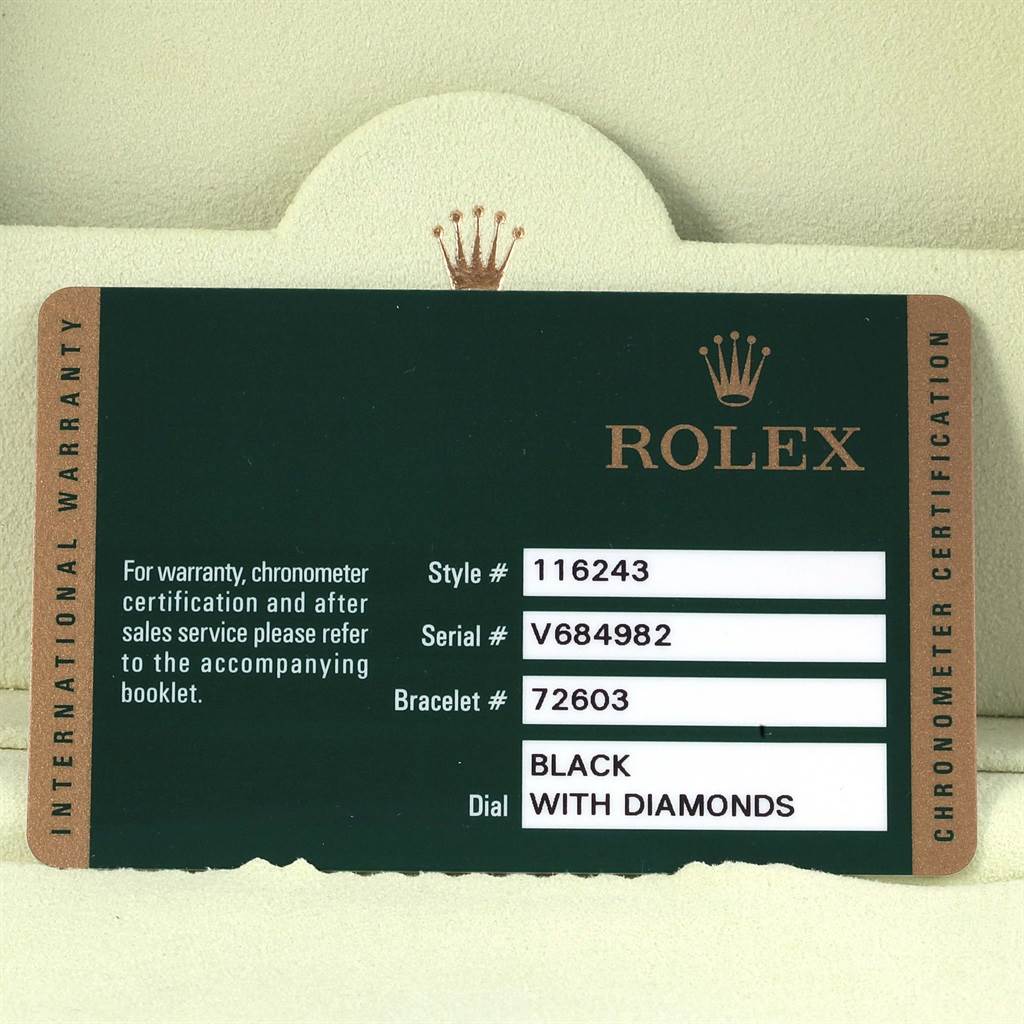 INTERNATIONAL WARRANTY
ROLEX
For warranty, chronometer
certification and after
sales service please refer
to the accompanying
booklet.
Style # 116243
Serial # V684982
Bracelet # 72603
Dial BLACK
WITH DIAMONDS
CHRONOMETER CERTIFICATION